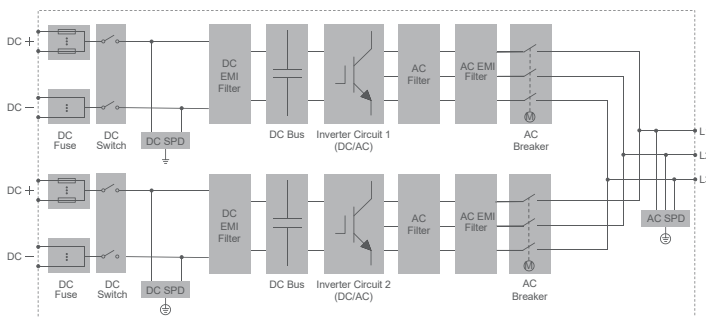 DC +
DC
EMI
Filter
AC
Filter
AC EMI
Filter
DC −
M
DC
Fuse
DC
Switch
DC SPD
DC Bus
Inverter Circuit 1
(DC/AC)
AC
Breaker
DC +
DC
EMI
Filter
AC
Filter
AC EMI
Filter
AC SPD
DC −
M
DC
Fuse
DC
Switch
DC SPD
DC Bus
Inverter Circuit 2
(DC/AC)
AC
Breaker